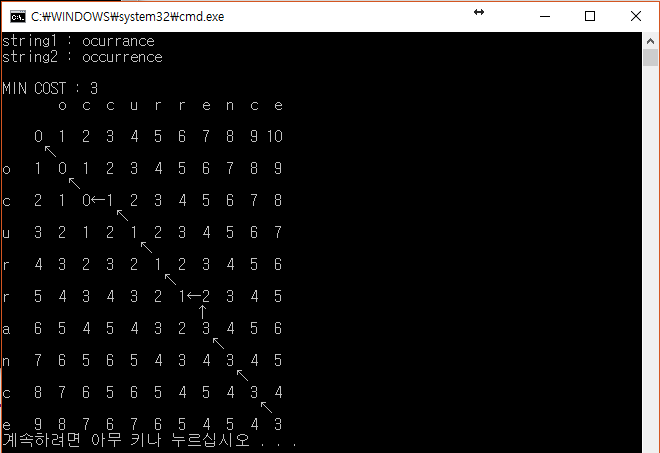 C:₩WINDOWS₩system32₩cmd.exe
string1 : ocurrance
string2 : occurrence
MIN COST : 3
o c c u r r e n c e
0 1 2 3 4 5 6 7 8 9 10
↖
o 1 0 1 2 3 4 5 6 7 8 9
↖
c 2 1 0←1 2 3 4 5 6 7 8
↖
u 3 2 1 2 1 2 3 4 5 6 7
↖
r 4 3 2 3 2 1 2 3 4 5 6
↖
r 5 4 3 4 3 2 1←2 3 4 5
↑
a 6 5 4 5 4 3 2 3 4 5 6
↖
n 7 6 5 6 5 4 3 4 3 4 5
↖
c 8 7 6 5 6 5 4 5 4 3 4
↖
e 9 8 7 6 7 6 5 4 5 4 3
계속하려면 아무 키나 누르십시오 . . .